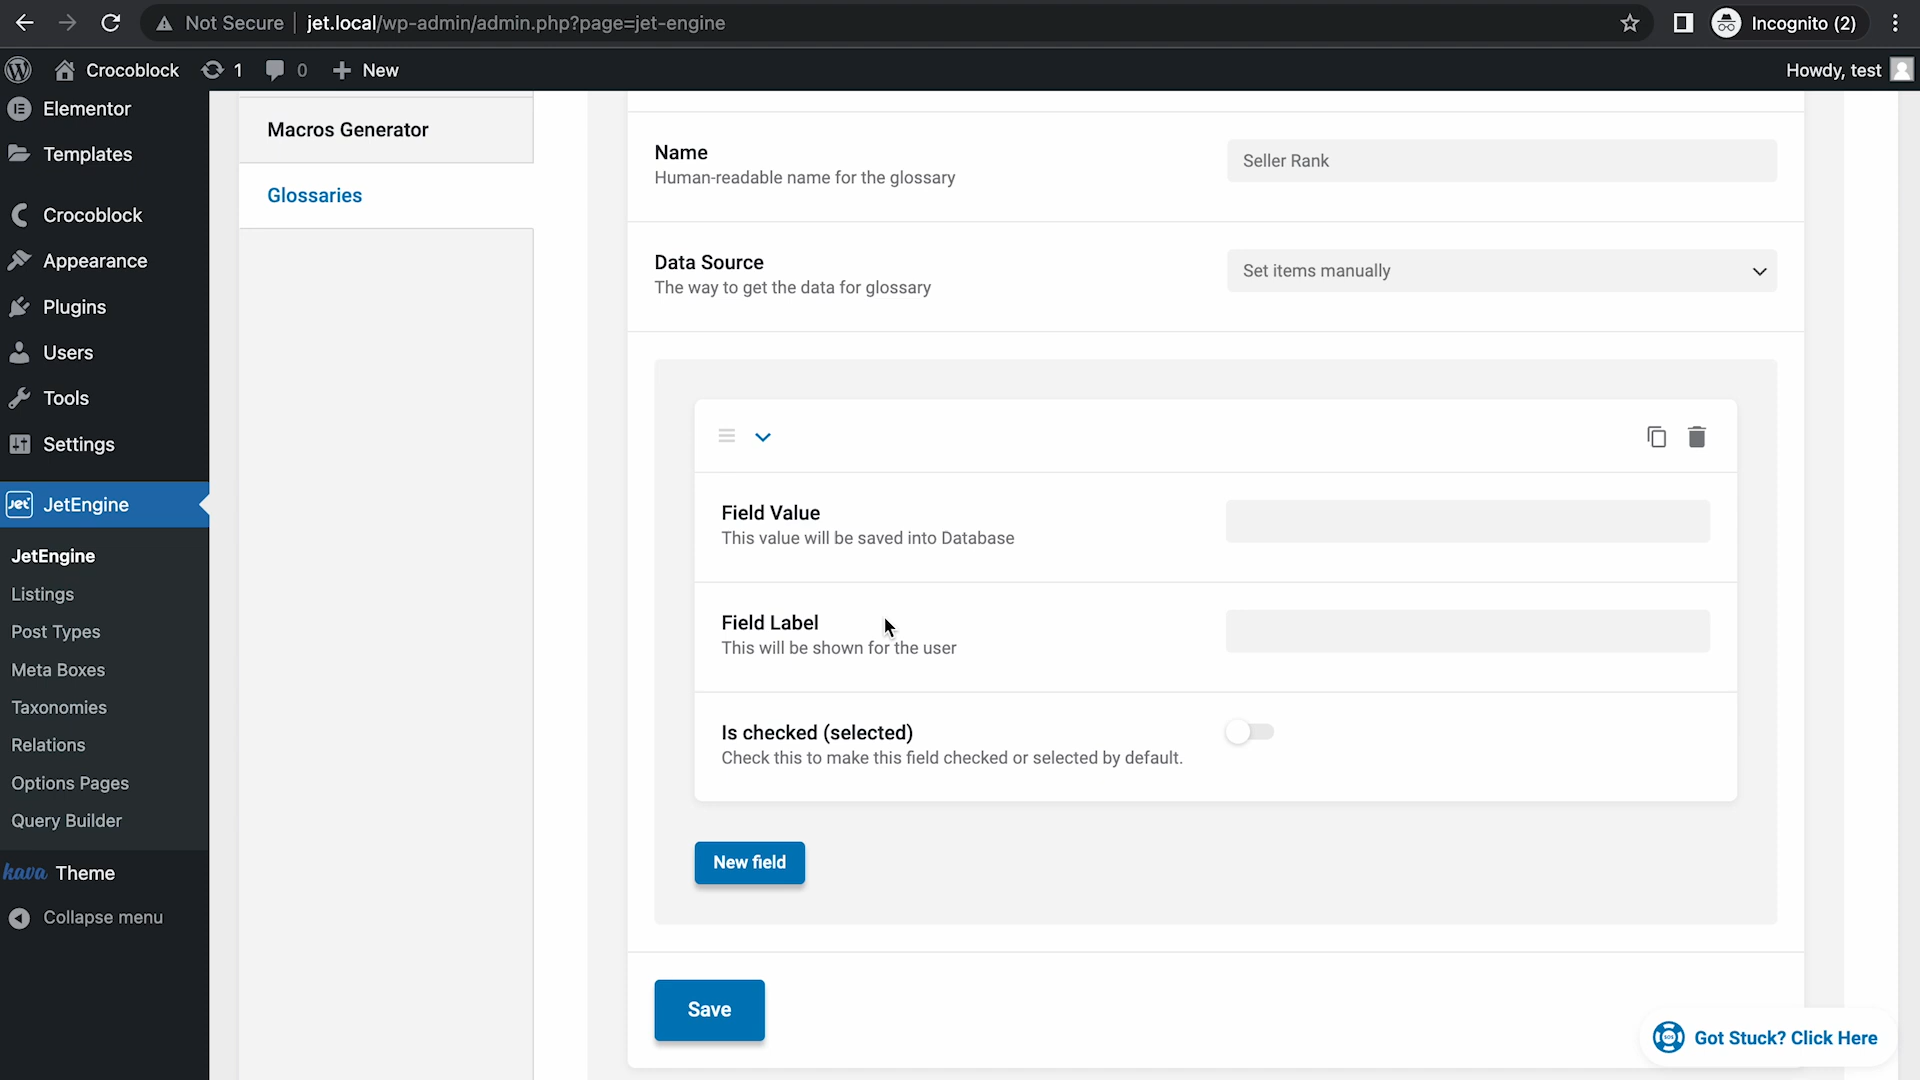 Not Secure jet.local/wp-admin/admin.php?page=jet-engine Incognito (2)
Crocoblock 1 0 New Howdy, test
Elementor
Templates
Crocoblock
Appearance
Plugins
Users
Tools
Settings
Jet JetEngine
JetEngine
Listings
Post Types
Meta Boxes
Taxonomies
Relations
Options Pages
Query Builder
kava Theme
Collapse menu
Macros Generator
Glossaries
Name
Human-readable name for the glossary
Seller Rank
Data Source
The way to get the data for glossary
Set items manually
Field Value
This value will be saved into Database
Field Label
This will be shown for the user
Is checked (selected)
Check this to make this field checked or selected by default.
New field
Save
SOS Got Stuck? Click Here